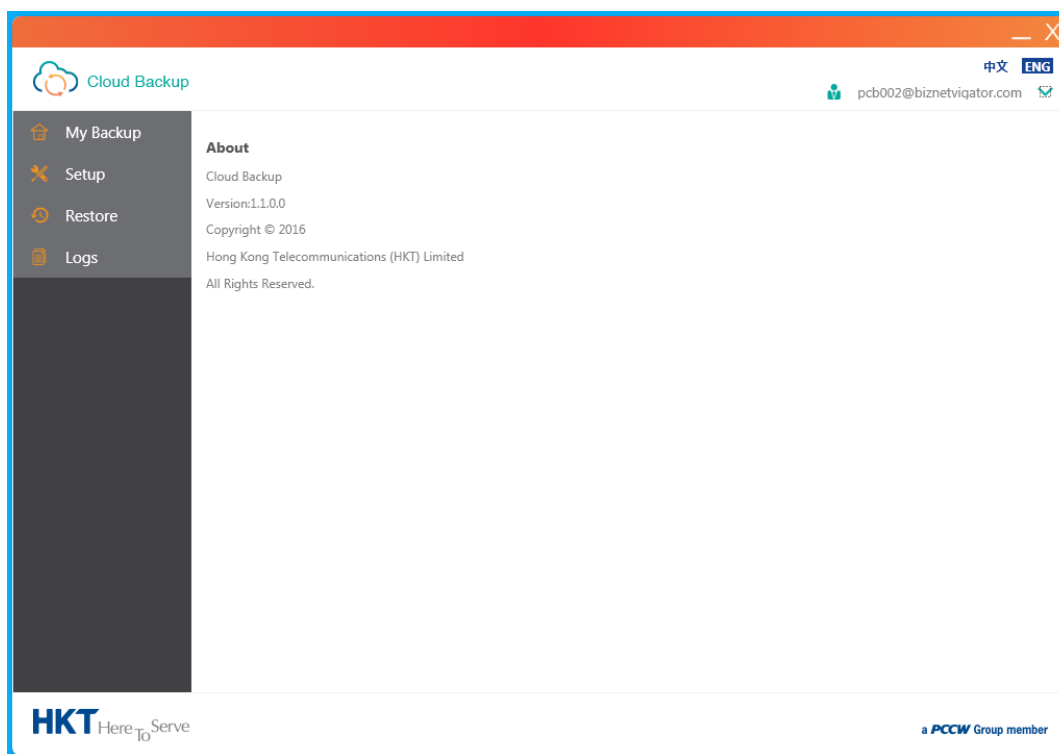 X
中文 ENG
Cloud Backup
pcb002@biznetviqator.com
My Backup
Setup
Restore
Logs
About
Cloud Backup
Version:1.1.0.0
Copyright © 2016
Hong Kong Telecommunications (HKT) Limited
All Rights Reserved.
HKT Here To Serve
a PCCW Group member